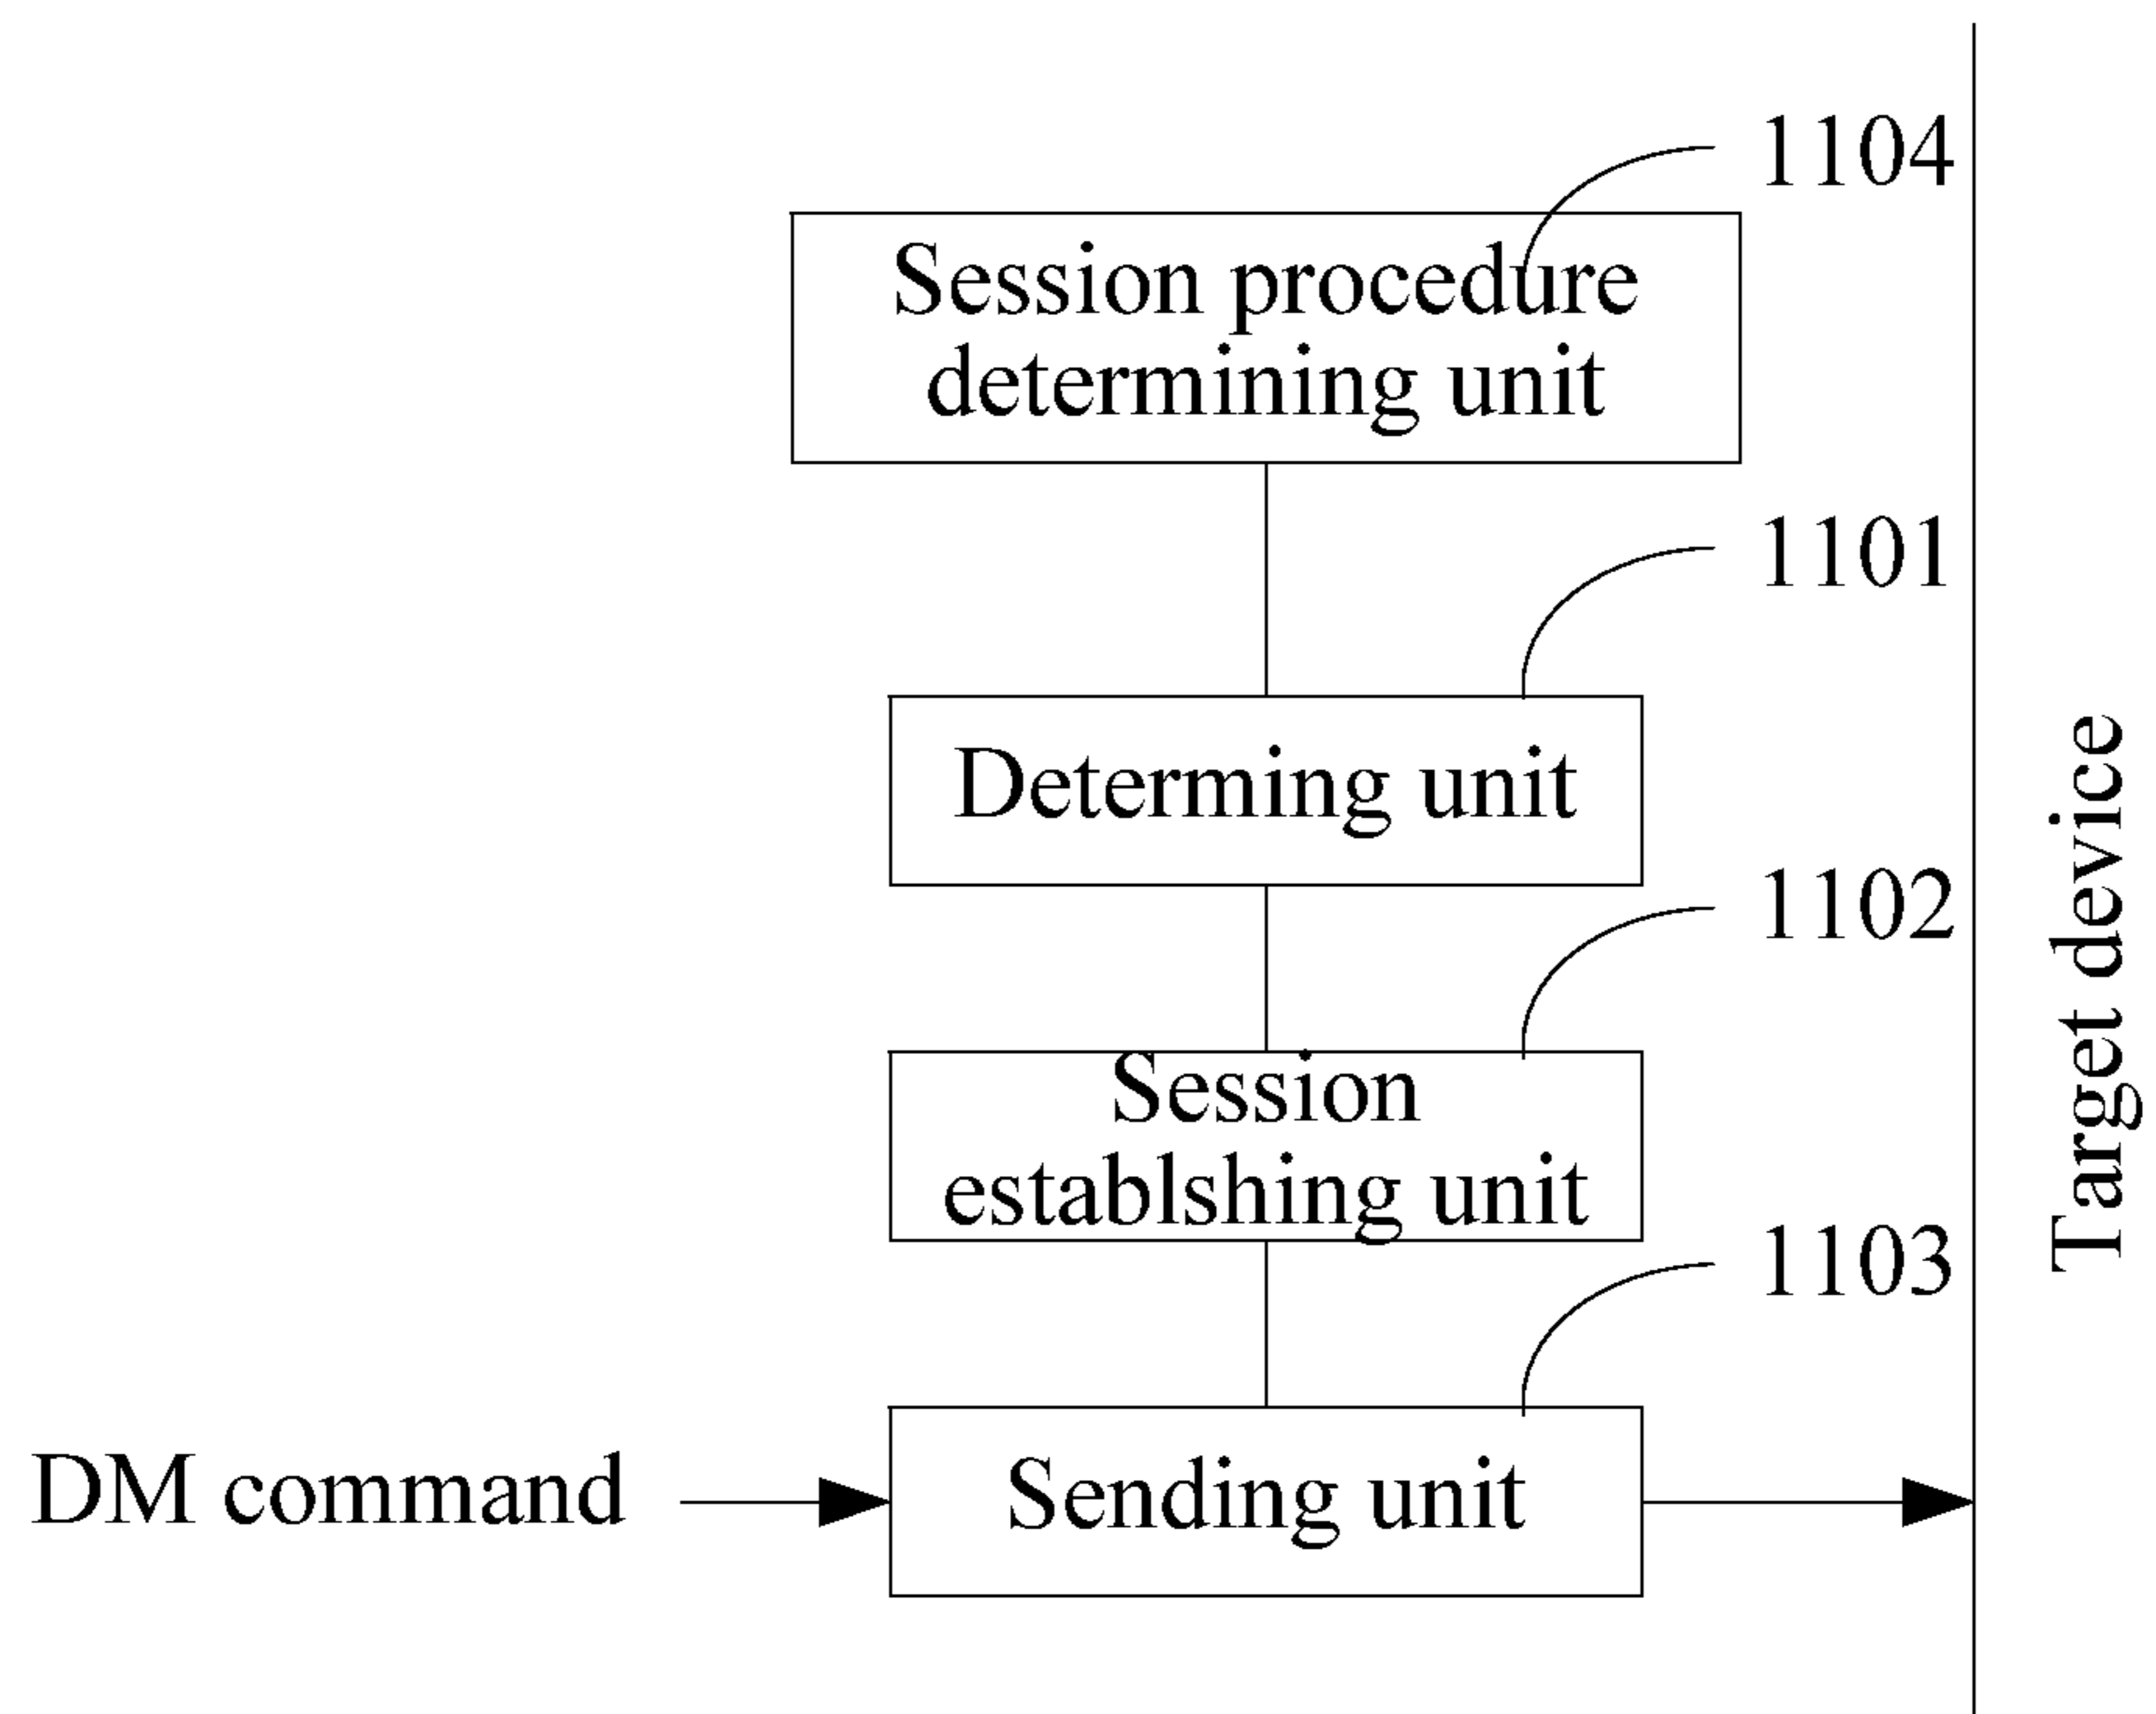 1104
Session procedure
determining unit
1101
Determing unit
1102
Session
establshing unit
1103
DM command
Sending unit
Target device